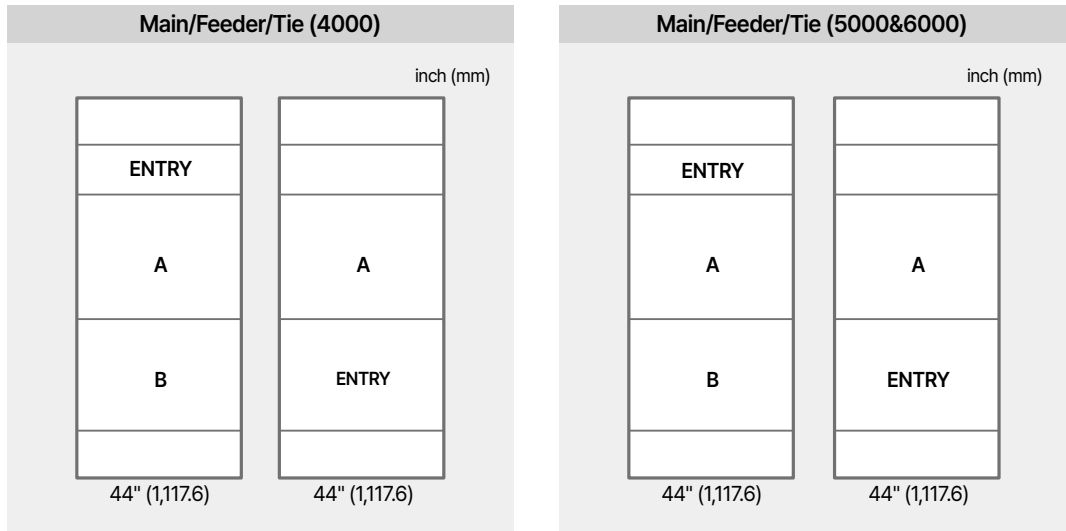 Main/Feeder/Tie (4000)
inch (mm)
ENTRY
A
A
B
ENTRY
44" (1,117.6)
44" (1,117.6)
Main/Feeder/Tie (5000&6000)
inch (mm)
ENTRY
A
A
B
ENTRY
44" (1,117.6)
44" (1,117.6)